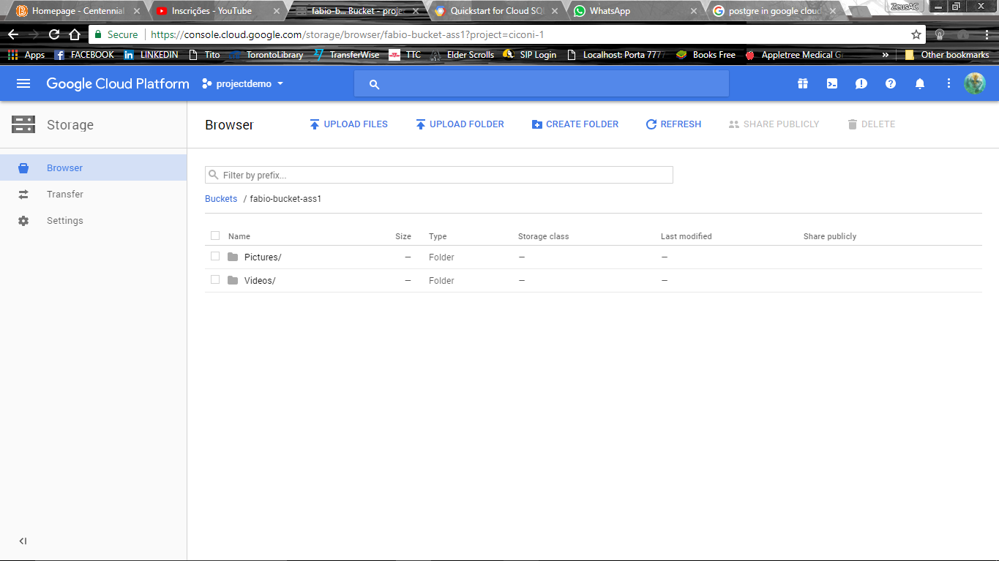 Homepage - Centennial
Inscrições - YouTube
fabio-b... Bucket - proje
Quickstart for Cloud SQL
WhatsApp
postgre in google cloud
ZeusAC
Secure https://console.cloud.google.com/storage/browser/fabio-bucket-ass1?project=ciconi-1
Apps FACEBOOK LINKEDIN Tito TorontoLibrary TransferWise TTC Elder Scrolls SIP Login Localhost: Porta 7777 Books Free Appletree Medical Gr » Other bookmarks
Google Cloud Platform projectdemo
Storage
Browser
Transfer
Settings
Browser UPLOAD FILES UPLOAD FOLDER CREATE FOLDER REFRESH SHARE PUBLICLY DELETE
Filter by prefix...
Buckets / fabio-bucket-ass1
Name Size Type Storage class Last modified Share publicly
Pictures/ — Folder — —
Videos/ — Folder — —